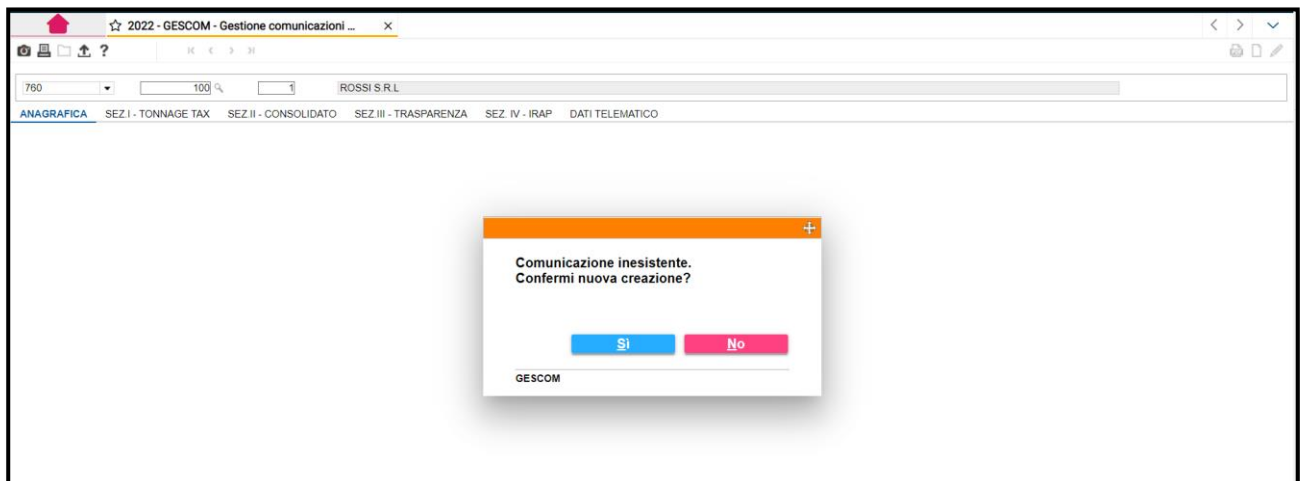 2022 - GESCOM - Gestione comunicazioni ...
?
760 100 1 ROSSI S.R.L
ANAGRAFICA SEZ.I - TONNAGE TAX SEZ.II - CONSOLIDATO SEZ.III - TRASPARENZA SEZ. IV - IRAP DATI TELEMATICO
Comunicazione inesistente.
Confermi nuova creazione?
Sì No
GESCOM